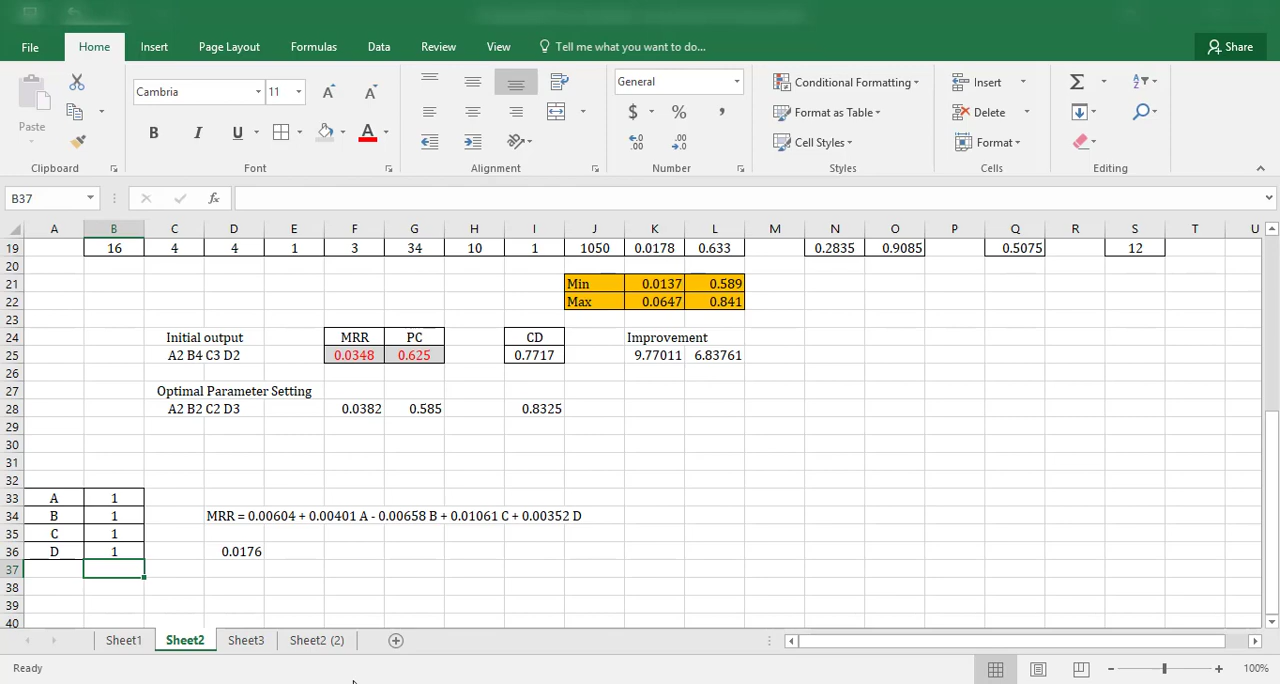 File Home Insert Page Layout Formulas Data Review View Tell me what you want to do... Share
Paste Cambria 11 General Conditional Formatting Insert
B I U A $ % , Format as Table Delete
Cell Styles Format
Clipboard Font Alignment Number Styles Cells Editing
B37 fx
A B C D E F G H I J K L M N O P Q R S T U
19 16 4 4 1 3 34 10 1 1050 0.0178 0.633 0.2835 0.9085 0.5075 12
20
21 Min 0.0137 0.589
22 Max 0.0647 0.841
23
24 Initial output MRR PC CD Improvement
25 A2 B4 C3 D2 0.0348 0.625 0.7717 9.77011 6.83761
26
27 Optimal Parameter Setting
28 A2 B2 C2 D3 0.0382 0.585 0.8325
29
30
31
32
33 A 1
34 B 1 MRR = 0.00604 + 0.00401 A - 0.00658 B + 0.01061 C + 0.00352 D
35 C 1
36 D 1 0.0176
37
38
39
40
Sheet1 Sheet2 Sheet3 Sheet2 (2)
Ready 100%